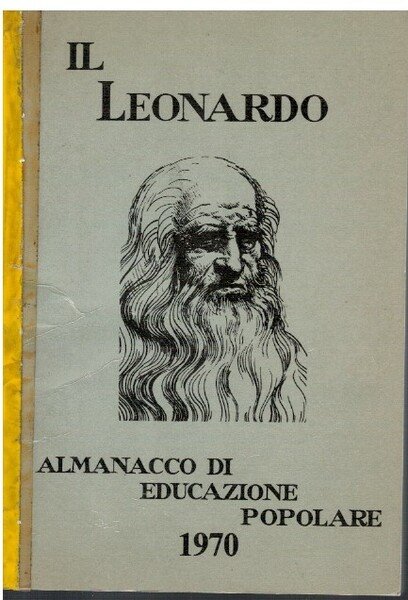 IL
LEONARDO
ALMANACCO DI
EDUCAZIONE
POPOLARE
1970